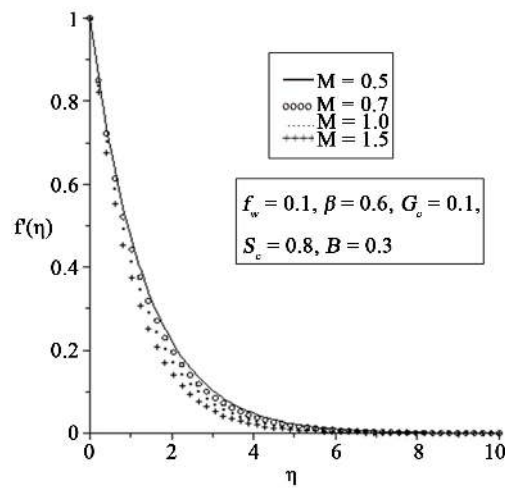 1
0.8
0.6
f'(η)
0.4
0.2
0
0 2 4 6 8 10
η
M = 0.5
M = 0.7
M = 1.0
M = 1.5
f_w = 0.1, β = 0.6, G_c = 0.1,
S_c = 0.8, B = 0.3